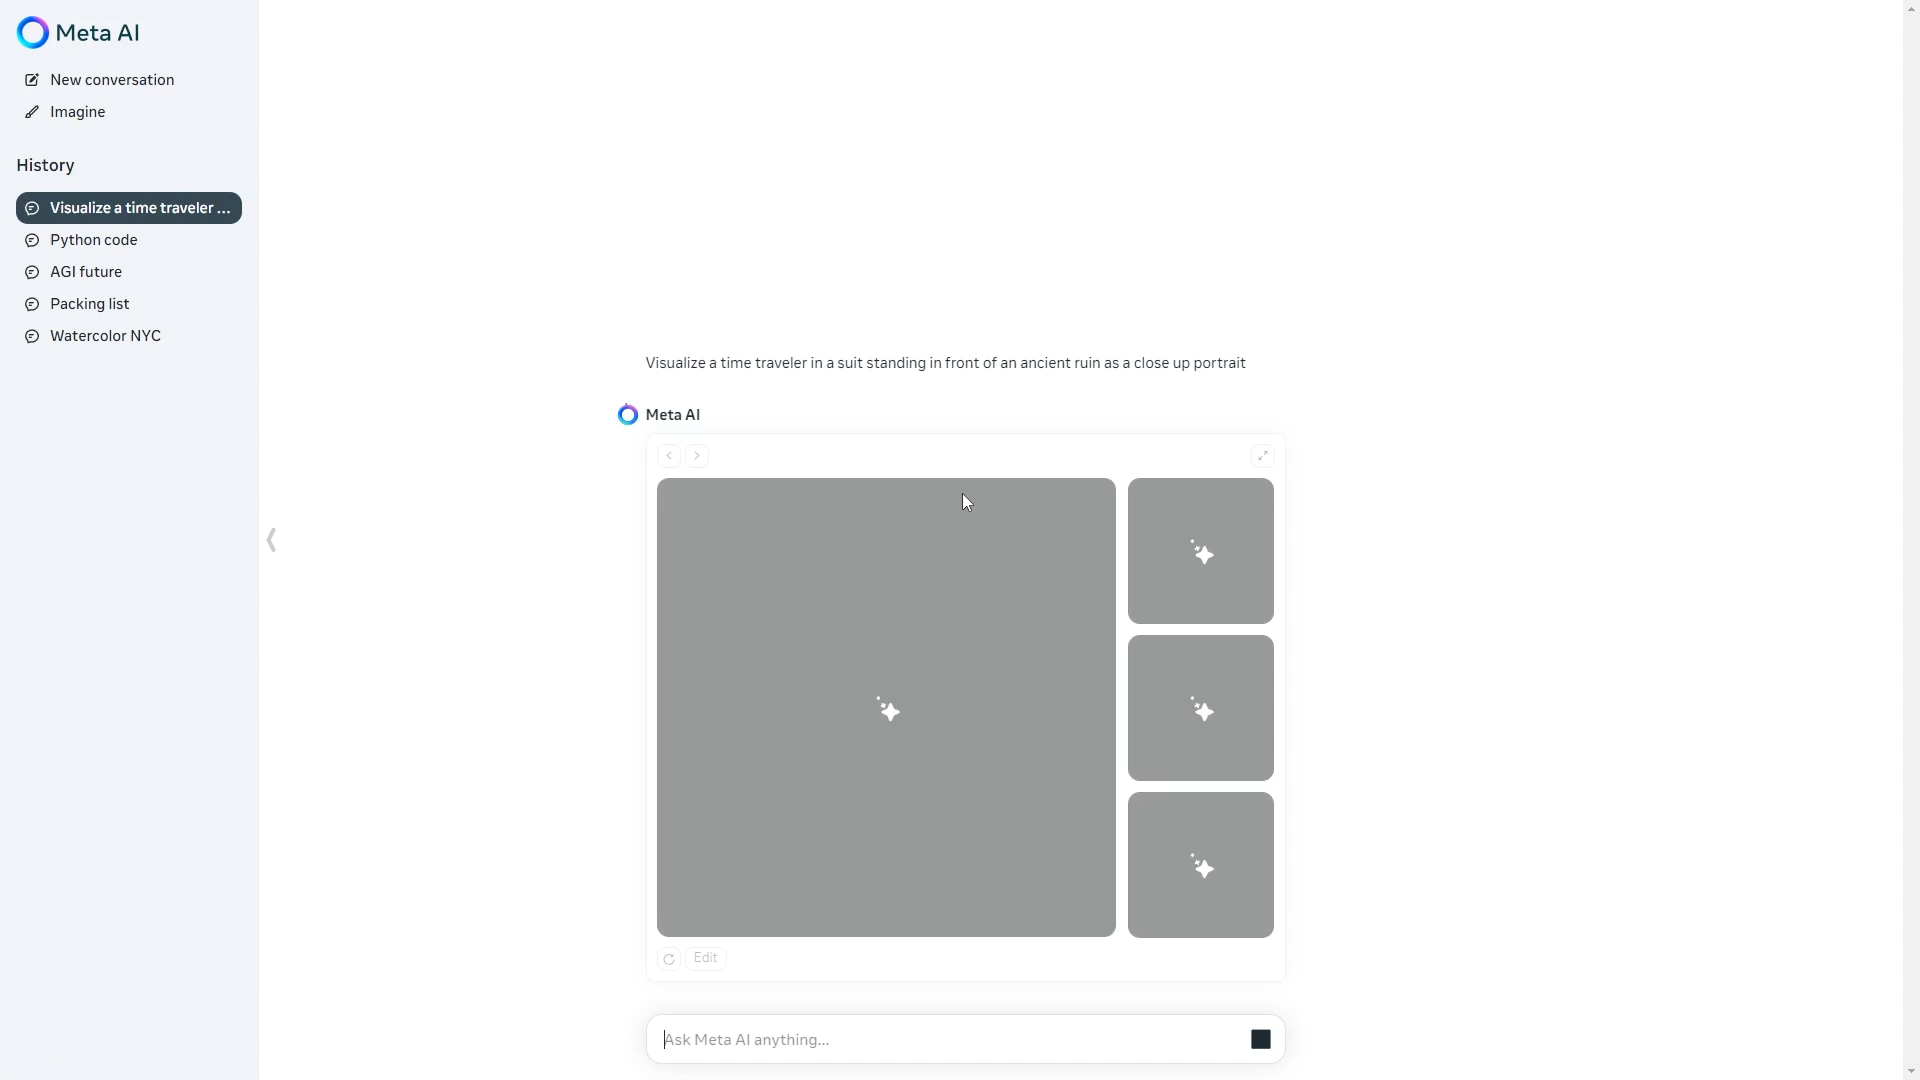 Meta AI
New conversation
Imagine
History
Visualize a time traveler ...
Python code
AGI future
Packing list
Watercolor NYC
Visualize a time traveler in a suit standing in front of an ancient ruin as a close up portrait
Meta AI
Edit
Ask Meta AI anything...